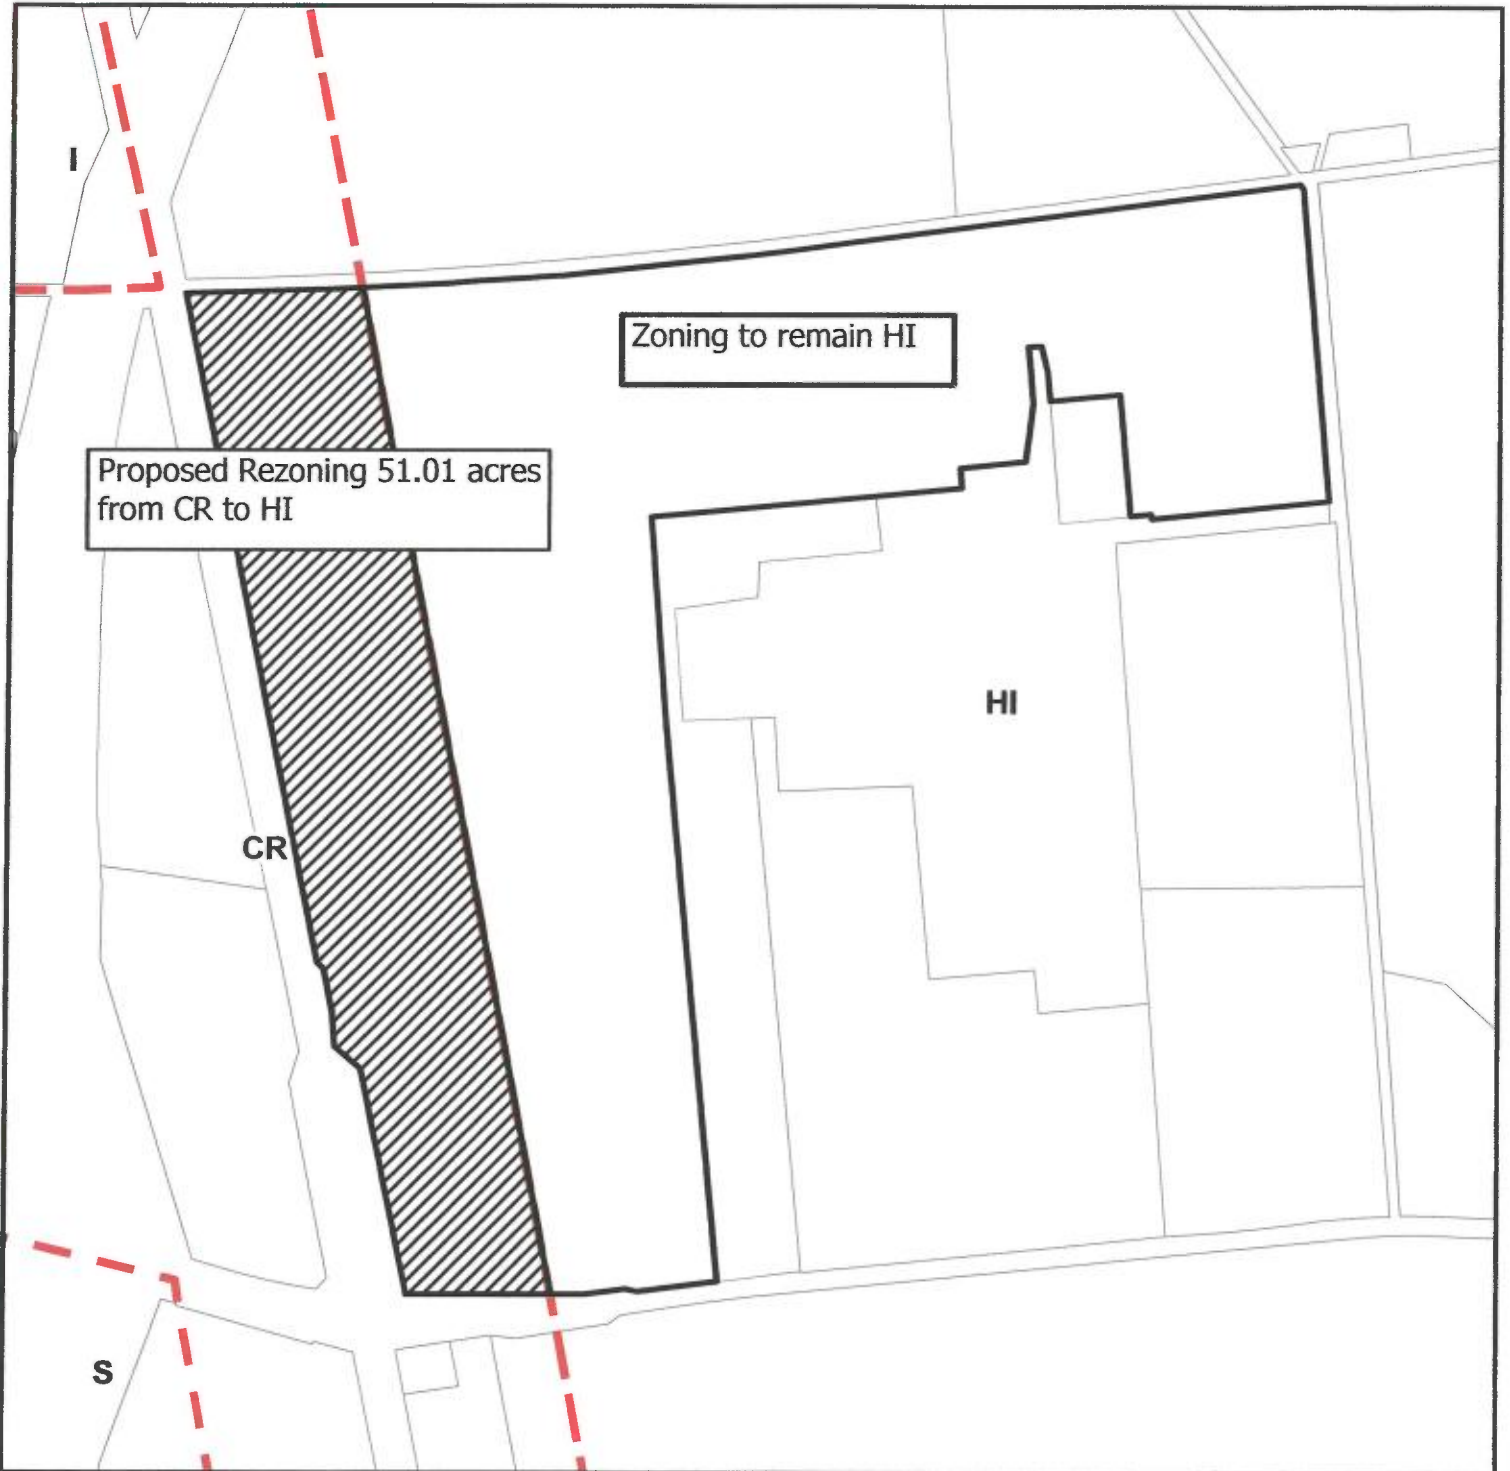 I
Zoning to remain HI
Proposed Rezoning 51.01 acres
from CR to HI
HI
CR
S